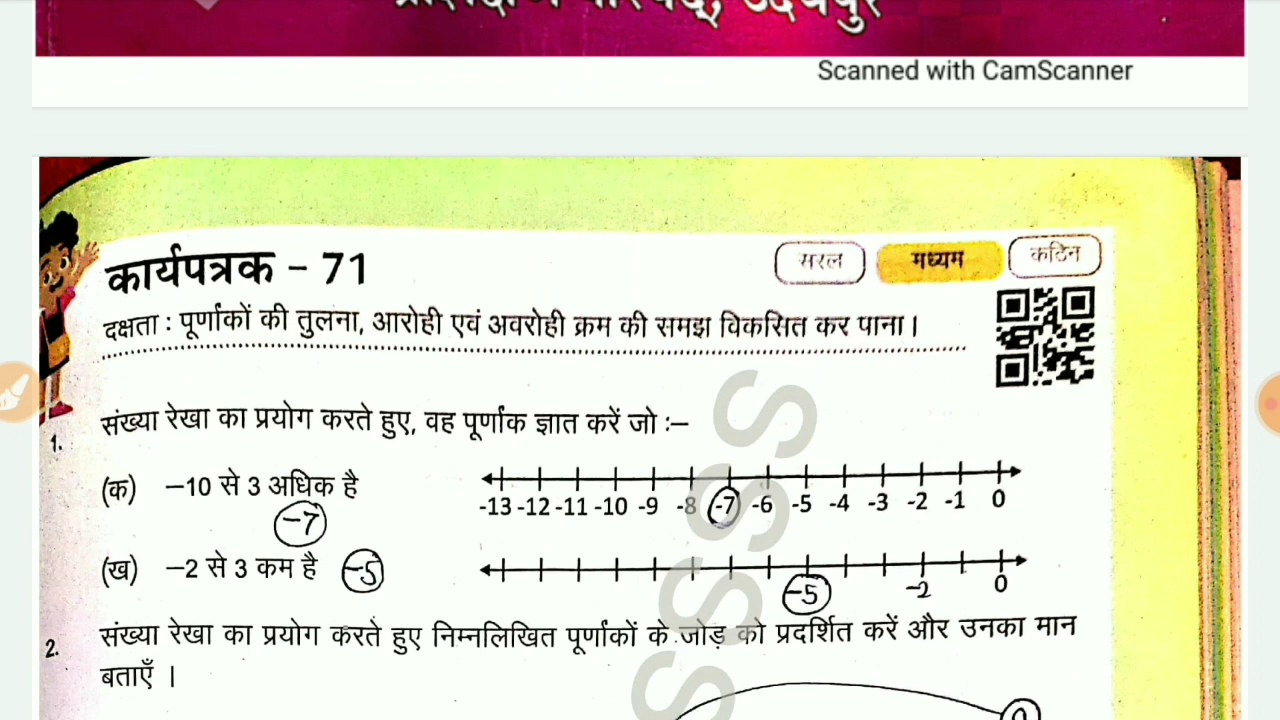 उदयपुर
Scanned with CamScanner
कार्यपत्रक – 71
सरल मध्यम कठिन
दक्षता : पूर्णाकों की तुलना, आरोही एवं अवरोही क्रम की समझ विकसित कर पाना।
1. संख्या रेखा का प्रयोग करते हुए, वह पूर्णाक ज्ञात करें जो :–
(क) –10 से 3 अधिक है
-13 -12 -11 -10 -9 -8 -7 -6 -5 -4 -3 -2 -1 0
–7
(ख) –2 से 3 कम है –5
–5 –2 0
2. संख्या रेखा का प्रयोग करते हुए निम्नलिखित पूर्णांकों के जोड़ को प्रदर्शित करें और उनका मान
बताएँ ।
SSSS